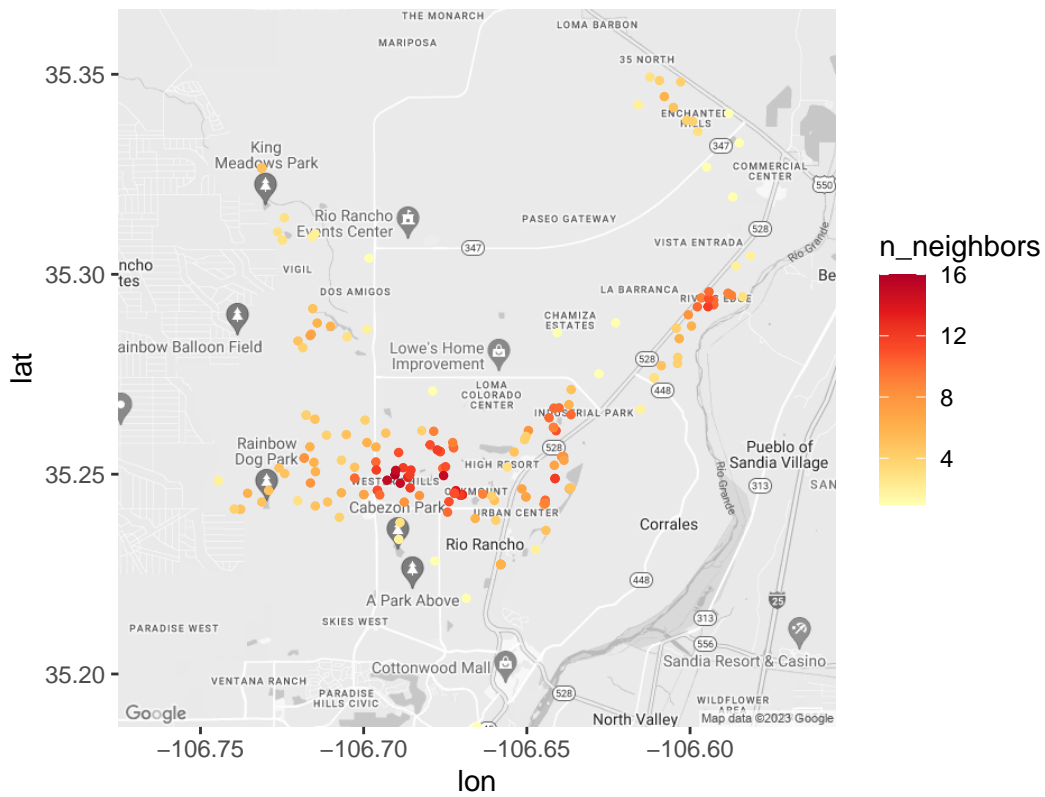 THE MONARCH
LOMA BARBON
MARIPOSA
35 NORTH
35.35
ENCHANTED
HILLS
King
Meadows Park
347
COMMERCIAL
CENTER
550
Rio Rancho
Events Center
PASEO GATEWAY
528
VISTA ENTRADA
Rio Grande
347
n_neighbors
35.30
ncho
tes
VIGIL
Be
16
DOS AMIGOS
LA BARRANCA
RIVERS EDGE
CHAMIZA
ESTATES
12
ainbow Balloon Field
Lowe's Home
Improvement
528
lat
LOMA
COLORADO
CENTER
448
8
INDUSTRIAL PARK
Rainbow
Dog Park
528
Pueblo of
Sandia Village
4
HIGH RESORT
35.25
WESTERN HILLS
OAKMOUNT
313
SAN
Rio Grande
Cabezon Park
URBAN CENTER
Corrales
Rio Rancho
A Park Above
448
25
PARADISE WEST
SKIES WEST
313
556
Sandia Resort & Casino
35.20
Cottonwood Mall
VENTANA RANCH
PARADISE
HILLS CIVIC
528
WILDFLOWER
AREA
Google
North Valley
Map data ©2023 Google
−106.75
−106.70
−106.65
−106.60
lon